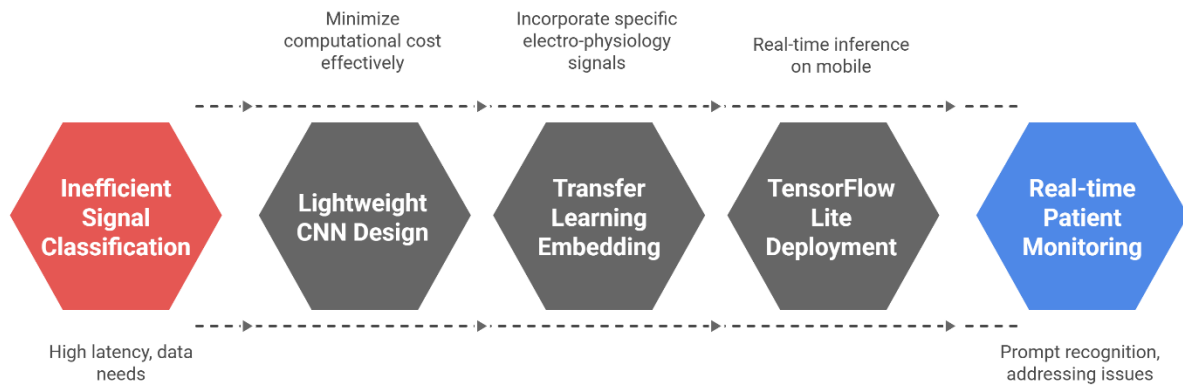 Minimize
computational cost
effectively
Incorporate specific
electro-physiology
signals
Real-time inference
on mobile
Inefficient
Signal
Classification
Lightweight
CNN Design
Transfer
Learning
Embedding
TensorFlow
Lite
Deployment
Real-time
Patient
Monitoring
High latency, data
needs
Prompt recognition,
addressing issues